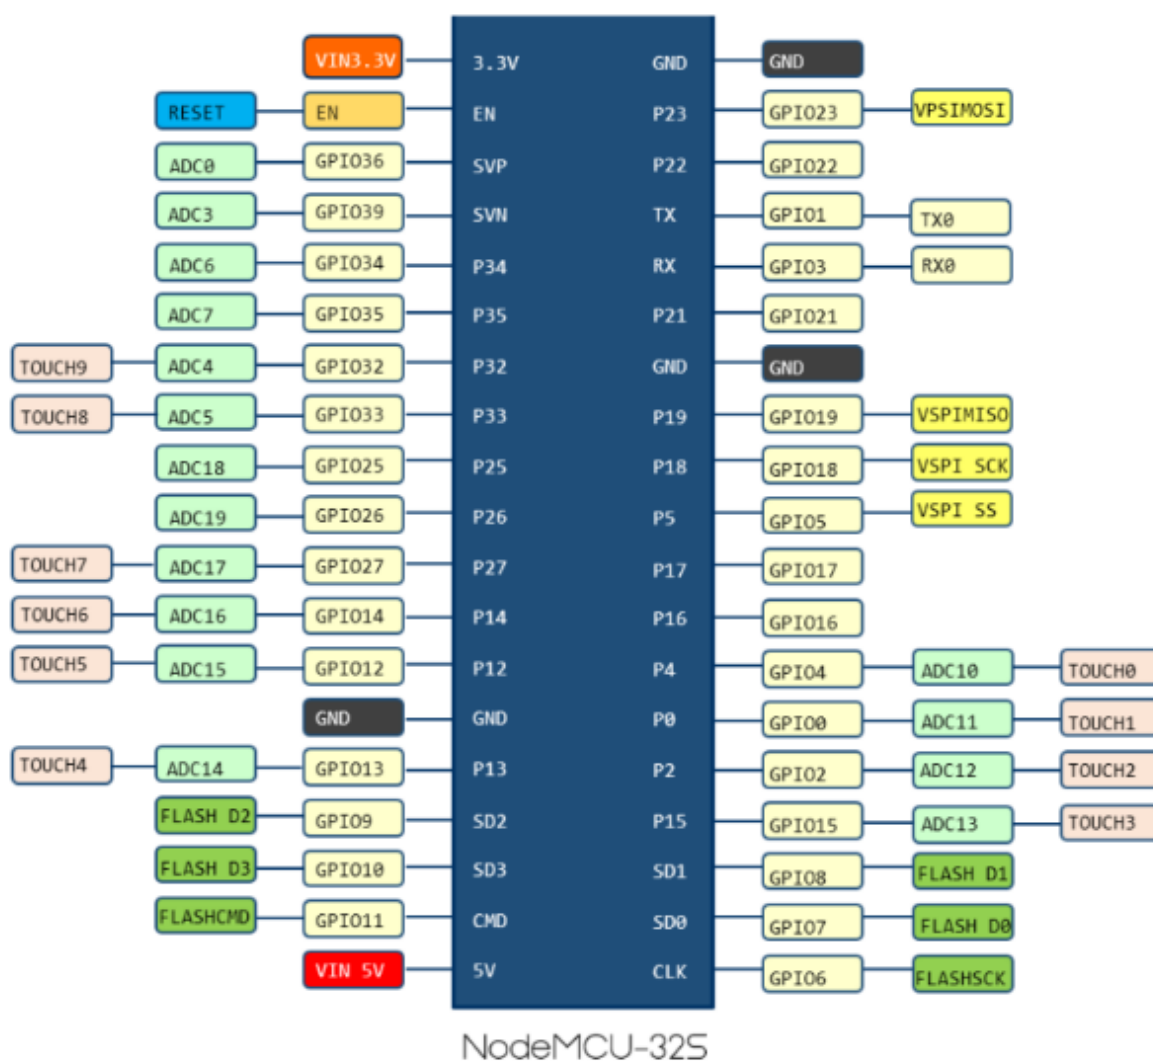 VIN3.3V 3.3V GND GND
RESET EN EN P23 GPIO23 VPSIMOSI
ADC0 GPIO36 SVP P22 GPIO22
ADC3 GPIO39 SVN TX GPIO1 TX0
ADC6 GPIO34 P34 RX GPIO3 RX0
ADC7 GPIO35 P35 P21 GPIO21
TOUCH9 ADC4 GPIO32 P32 GND GND
TOUCH8 ADC5 GPIO33 P33 P19 GPIO19 VSPIMISO
ADC18 GPIO25 P25 P18 GPIO18 VSPI SCK
ADC19 GPIO26 P26 P5 GPIO5 VSPI SS
TOUCH7 ADC17 GPIO27 P27 P17 GPIO17
TOUCH6 ADC16 GPIO14 P14 P16 GPIO16
TOUCH5 ADC15 GPIO12 P12 P4 GPIO4 ADC10 TOUCH0
GND GND P0 GPIO0 ADC11 TOUCH1
TOUCH4 ADC14 GPIO13 P13 P2 GPIO2 ADC12 TOUCH2
FLASH D2 GPIO9 SD2 P15 GPIO15 ADC13 TOUCH3
FLASH D3 GPIO10 SD3 SD1 GPIO8 FLASH D1
FLASHCMD GPIO11 CMD SD0 GPIO7 FLASH D0
VIN 5V 5V CLK GPIO6 FLASHSCK
NodeMCU-32S